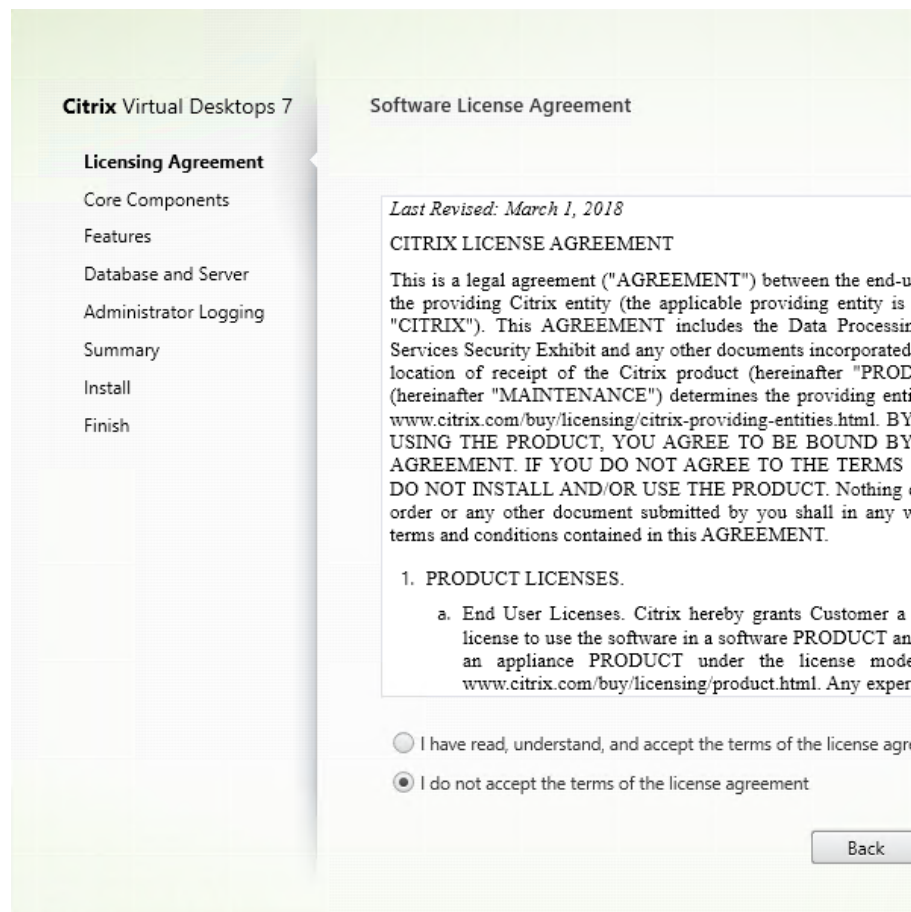 Citrix Virtual Desktops 7
Licensing Agreement
Core Components
Features
Database and Server
Administrator Logging
Summary
Install
Finish
Software License Agreement
Last Revised: March 1, 2018
CITRIX LICENSE AGREEMENT
This is a legal agreement ("AGREEMENT") between the end-u
the providing Citrix entity (the applicable providing entity is
"CITRIX"). This AGREEMENT includes the Data Processin
Services Security Exhibit and any other documents incorporated
location of receipt of the Citrix product (hereinafter "PROD
(hereinafter "MAINTENANCE") determines the providing enti
www.citrix.com/buy/licensing/citrix-providing-entities.html. BY
USING THE PRODUCT, YOU AGREE TO BE BOUND BY
AGREEMENT. IF YOU DO NOT AGREE TO THE TERMS
DO NOT INSTALL AND/OR USE THE PRODUCT. Nothing
order or any other document submitted by you shall in any
terms and conditions contained in this AGREEMENT.
1. PRODUCT LICENSES.
a. End User Licenses. Citrix hereby grants Customer a
license to use the software in a software PRODUCT an
an appliance PRODUCT under the license mode
www.citrix.com/buy/licensing/product.html. Any exper
I have read, understand, and accept the terms of the license agre
I do not accept the terms of the license agreement
Back